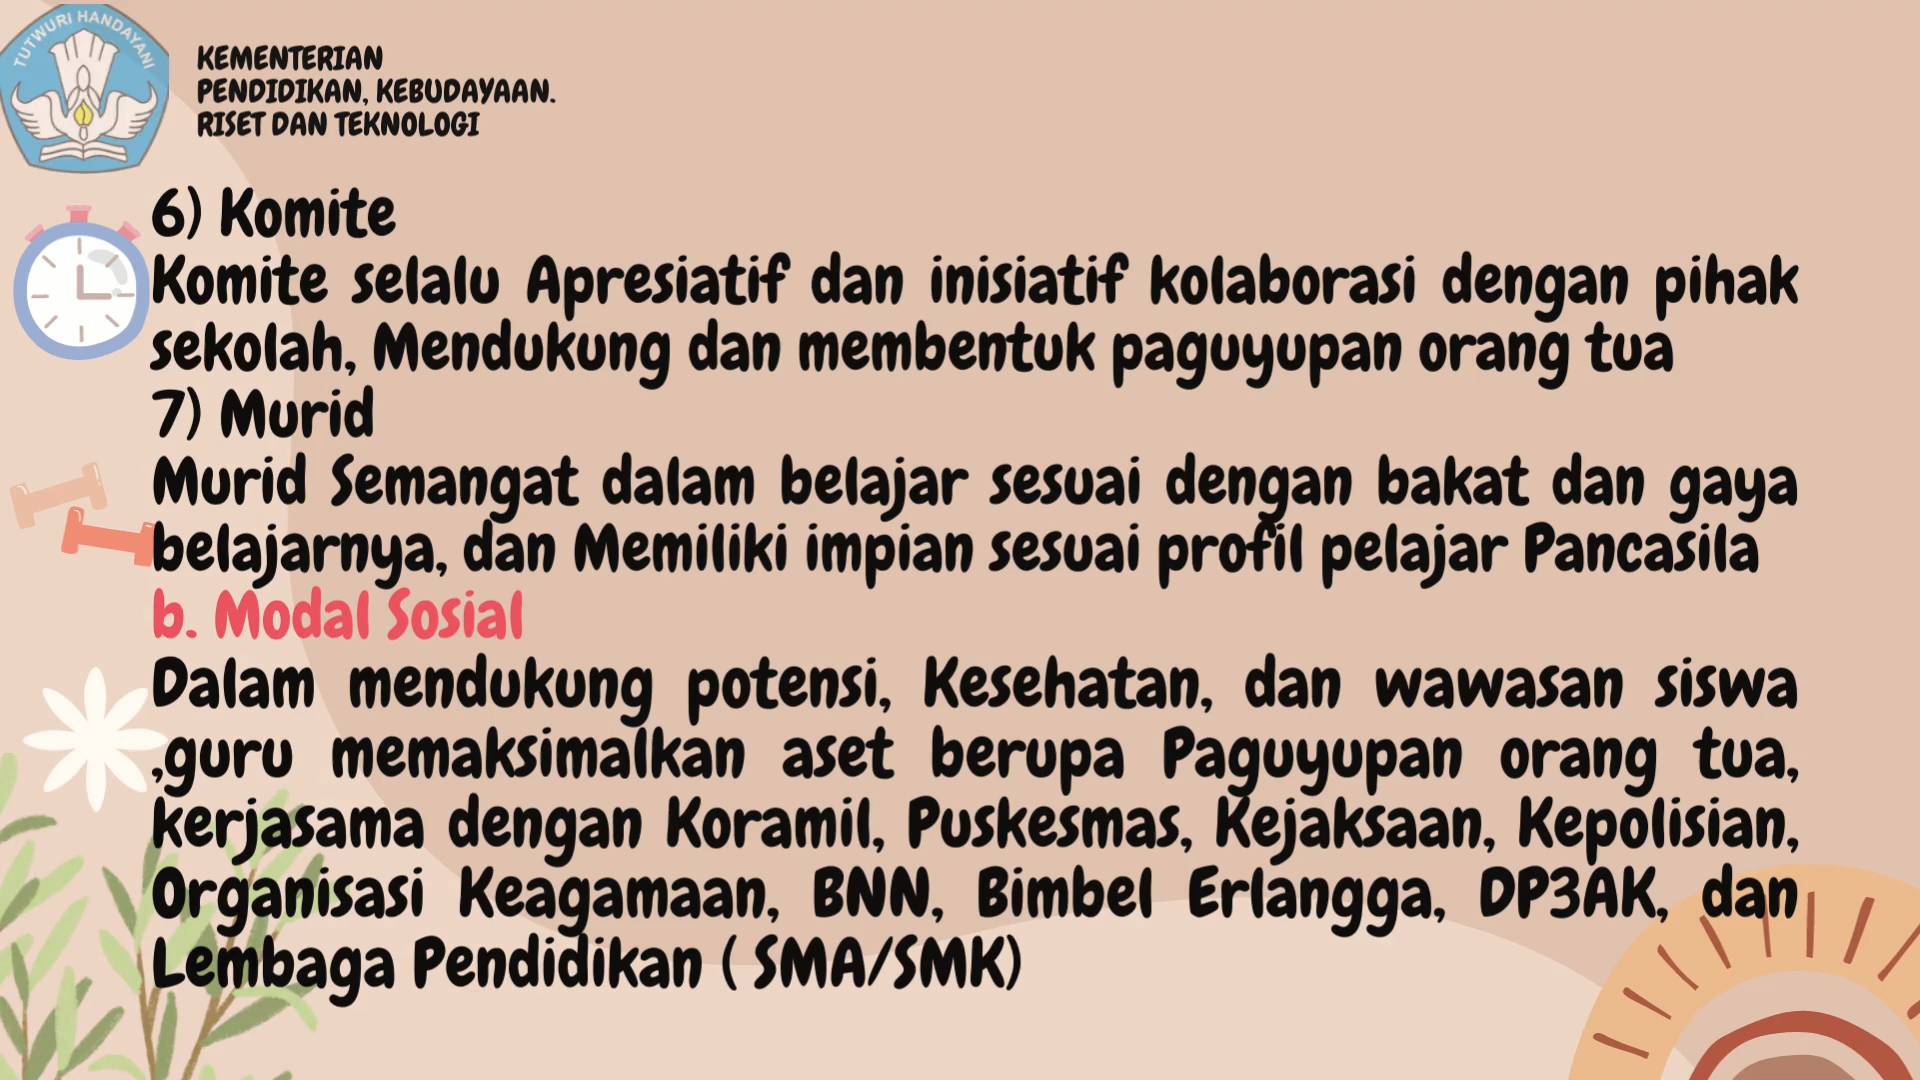 TUTWURI HANDAYANI
KEMENTERIAN
PENDIDIKAN, KEBUDAYAAN.
RISET DAN TEKNOLOGI
6) Komite
Komite selalu Apresiatif dan inisiatif kolaborasi dengan pihak
sekolah, Mendukung dan membentuk paguyupan orang tua
7) Murid
Murid Semangat dalam belajar sesuai dengan bakat dan gaya
belajarnya, dan Memiliki impian sesuai profil pelajar Pancasila
b. Modal Sosial
Dalam mendukung potensi, Kesehatan, dan wawasan siswa
,guru memaksimalkan aset berupa Paguyupan orang tua,
kerjasama dengan Koramil, Puskesmas, Kejaksaan, Kepolisian,
Organisasi Keagamaan, BNN, Bimbel Erlangga, DP3AK, dan
Lembaga Pendidikan ( SMA/SMK)